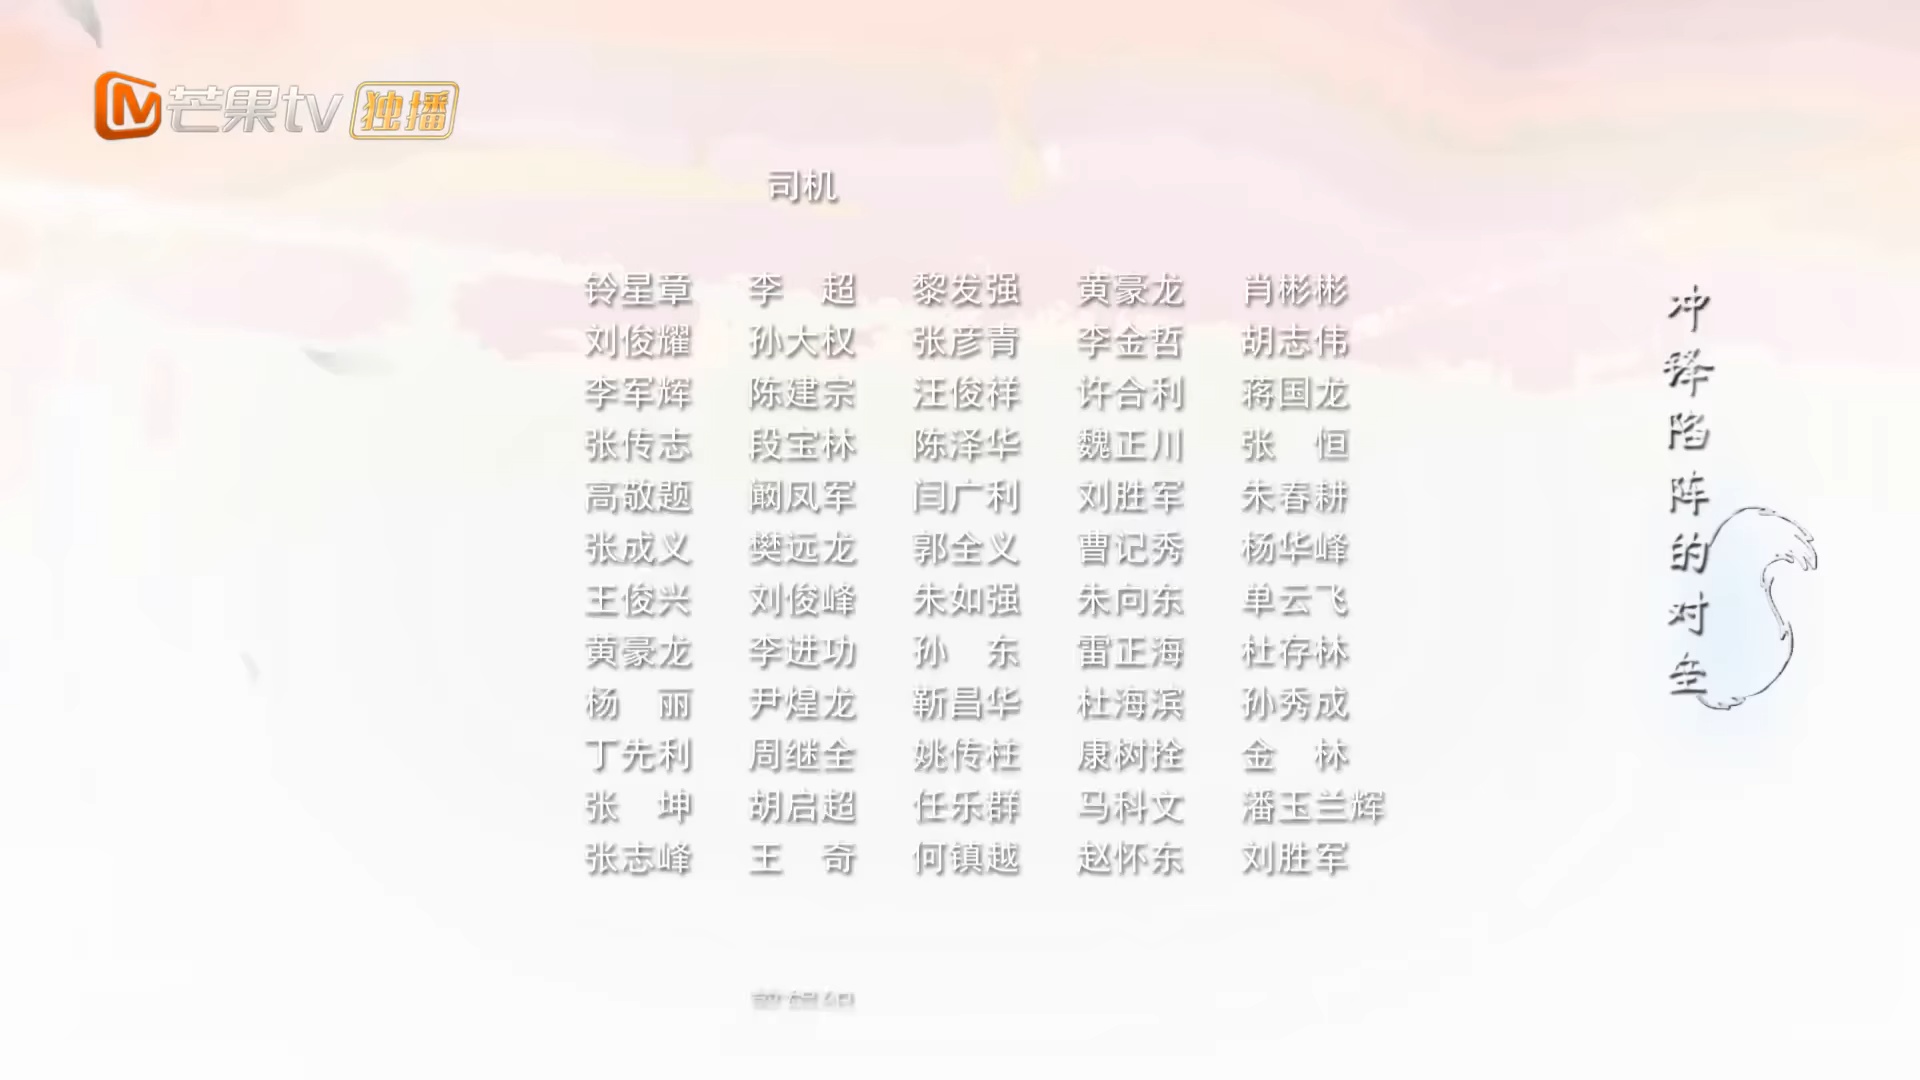 芒果tv 独播
司机
铃星章 李 超 黎发强 黄豪龙 肖彬彬
刘俊耀 孙大权 张彦青 李金哲 胡志伟
李军辉 陈建宗 汪俊祥 许合利 蒋国龙
张传志 段宝林 陈泽华 魏正川 张 恒
高敬题 阚凤军 闫广利 刘胜军 朱春耕
张成义 樊远龙 郭全义 曹记秀 杨华峰
王俊兴 刘俊峰 朱如强 朱向东 单云飞
黄豪龙 李进功 孙 东 雷正海 杜存林
杨 丽 尹煌龙 靳昌华 杜海滨 孙秀成
丁先利 周继全 姚传柱 康树拴 金 林
张 坤 胡启超 任乐群 马科文 潘玉兰辉
张志峰 王 奇 何镇越 赵怀东 刘胜军
冲锋陷阵的对垒